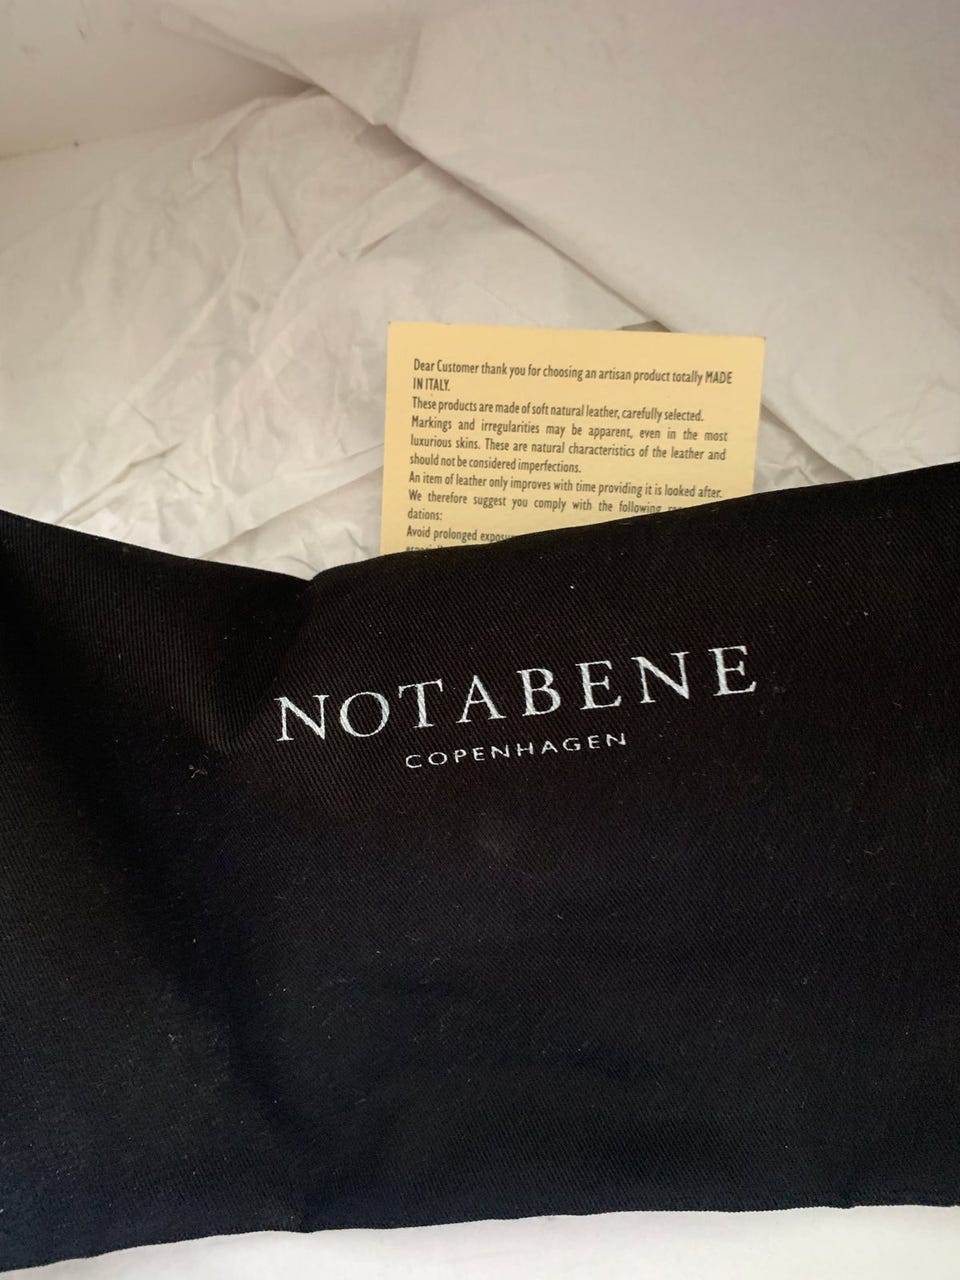 Dear Customer thank you for choosing an artisan product totally MADE
IN ITALY.
These products are made of soft natural leather, carefully selected.
Markings and irregularities may be apparent, even in the most
luxurious skins. These are natural characteristics of the leather and
should not be considered imperfections.
An item of leather only improves with time providing it is looked after.
We therefore suggest you comply with the following
dations:
Avoid prolonged
NOTABENE
COPENHAGEN